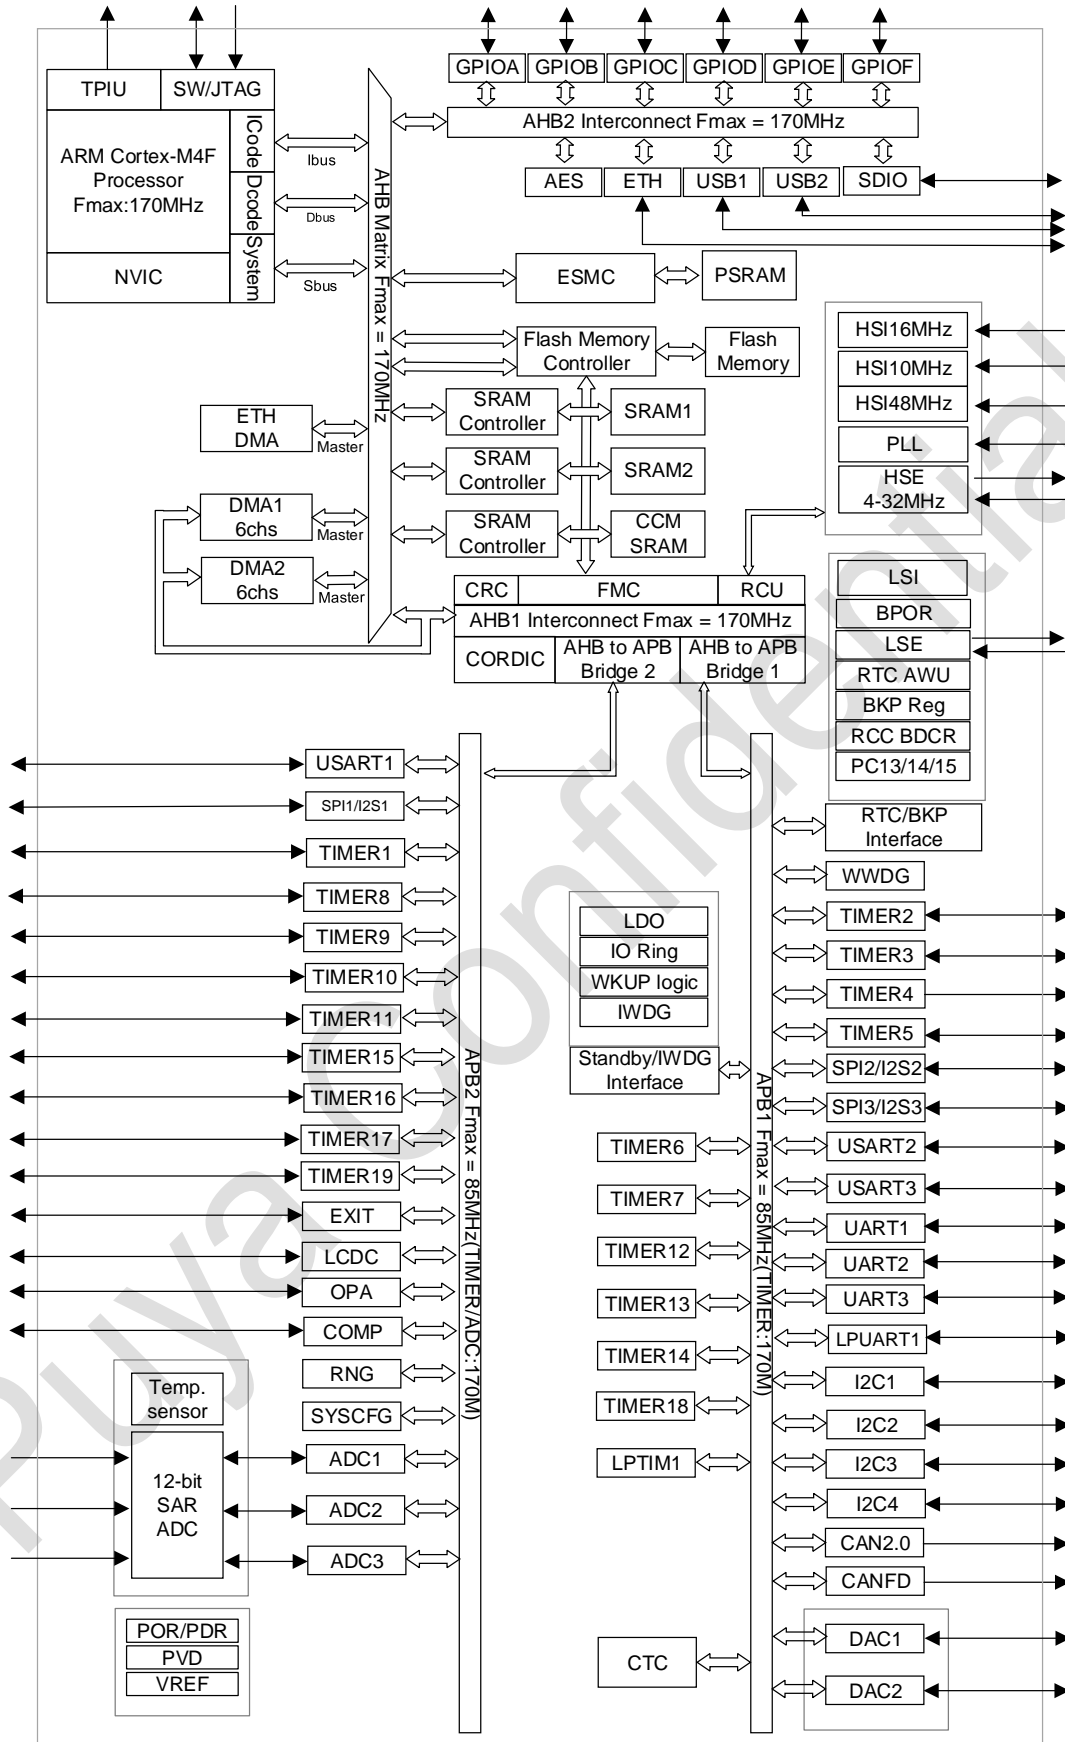 TPIU
SW/JTAG
ARM Cortex-M4F
Processor
Fmax:170MHz
NVIC
ICode
Dcode
System
Ibus
Dbus
Sbus
AHB Matrix Fmax = 170MHz
GPIOA
GPIOB
GPIOC
GPIOD
GPIOE
GPIOF
AHB2 Interconnect Fmax = 170MHz
AES
ETH
USB1
USB2
SDIO
ESMC
PSRAM
Flash Memory
Controller
Flash
Memory
SRAM
Controller
SRAM1
SRAM
Controller
SRAM2
SRAM
Controller
CCM
SRAM
ETH
DMA
Master
DMA1
6chs
Master
DMA2
6chs
Master
CRC
FMC
RCU
AHB1 Interconnect Fmax = 170MHz
CORDIC
AHB to APB
Bridge 2
AHB to APB
Bridge 1
HSI16MHz
HSI10MHz
HSI48MHz
PLL
HSE
4-32MHz
LSI
BPOR
LSE
RTC AWU
BKP Reg
RCC BDCR
PC13/14/15
RTC/BKP
Interface
USART1
SPI1/I2S1
TIMER1
TIMER8
TIMER9
TIMER10
TIMER11
TIMER15
TIMER16
TIMER17
TIMER19
EXIT
LCDC
OPA
COMP
RNG
SYSCFG
ADC1
ADC2
ADC3
Temp.
sensor
12-bit
SAR
ADC
POR/PDR
PVD
VREF
APB2 Fmax = 85MHz(TIMER/ADC:170M)
LDO
IO Ring
WKUP logic
IWDG
Standby/IWDG
Interface
TIMER6
TIMER7
TIMER12
TIMER13
TIMER14
TIMER18
LPTIM1
CTC
APB1 Fmax = 85MHz(TIMER:170M)
WWDG
TIMER2
TIMER3
TIMER4
TIMER5
SPI2/I2S2
SPI3/I2S3
USART2
USART3
UART1
UART2
UART3
LPUART1
I2C1
I2C2
I2C3
I2C4
CAN2.0
CANFD
DAC1
DAC2
Puya Confidential